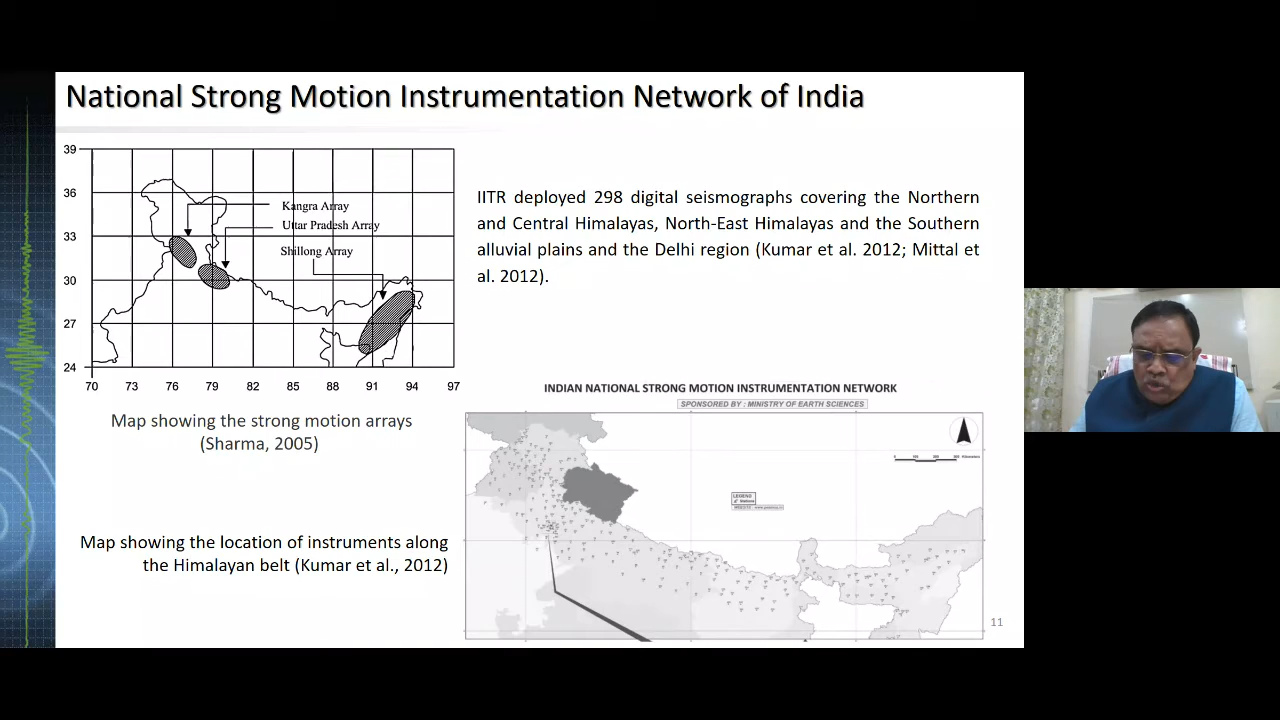 National Strong Motion Instrumentation Network of India
39
36
33
30
27
24
Kangra Array
Uttar Pradesh Array
Shillong Array
70 73 76 79 82 85 88 91 94 97
Map showing the strong motion arrays
(Sharma, 2005)
IITR deployed 298 digital seismographs covering the Northern
and Central Himalayas, North-East Himalayas and the Southern
alluvial plains and the Delhi region (Kumar et al. 2012; Mittal et
al. 2012).
INDIAN NATIONAL STRONG MOTION INSTRUMENTATION NETWORK
SPONSORED BY : MINISTRY OF EARTH SCIENCES
LEGEND
Map showing the location of instruments along
the Himalayan belt (Kumar et al., 2012)
11